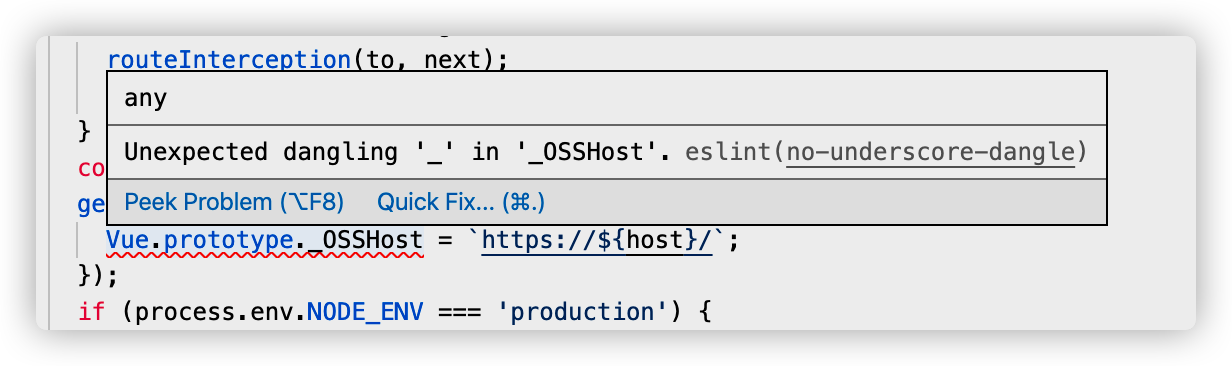 routeInterception(to, next);
any
}
Unexpected dangling '_' in '_OSSHost'. eslint(no-underscore-dangle)
co
Peek Problem (⌥F8) Quick Fix... (⌘.)
ge
Vue.prototype._OSSHost = `https://${host}/`;
});
if (process.env.NODE_ENV === 'production') {